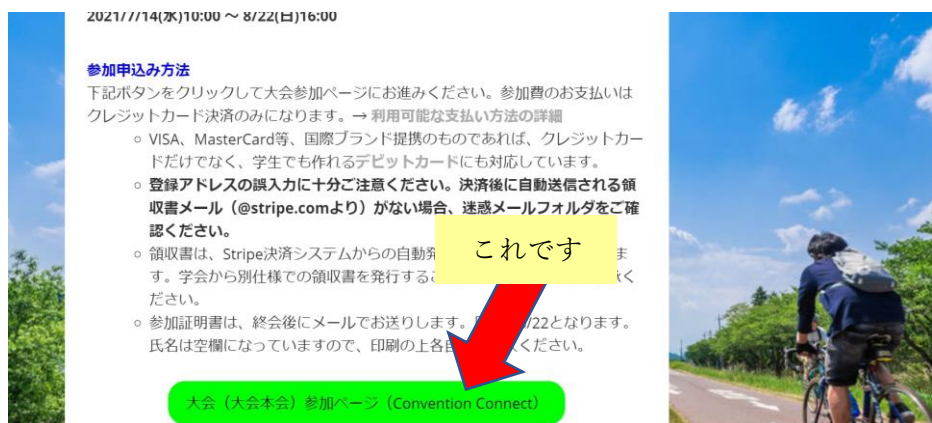 2021/7/14(水)10:00 ～ 8/22(日)16:00
参加申込み方法
下記ボタンをクリックして大会参加ページにお進みください。参加費のお支払いは
クレジットカード決済のみになります。→ 利用可能な支払い方法の詳細
VISA、MasterCard等、国際ブランド提携のものであれば、クレジットカー
ドだけでなく、学生でも作れるデビットカードにも対応しています。
登録アドレスの誤入力に十分ご注意ください。決済後に自動送信される領
収書メール（@stripe.comより）がない場合、迷惑メールフォルダをご確
認ください。
これです
領収書は、Stripe決済システムからの自動発 ま
す。学会から別仕様での領収書を発行する く
ださい。
参加証明書は、終会後にメールでお送りします。 /22となります。
氏名は空欄になっていますので、印刷の上各 ください。
大会（大会本会）参加ページ（Convention Connect）